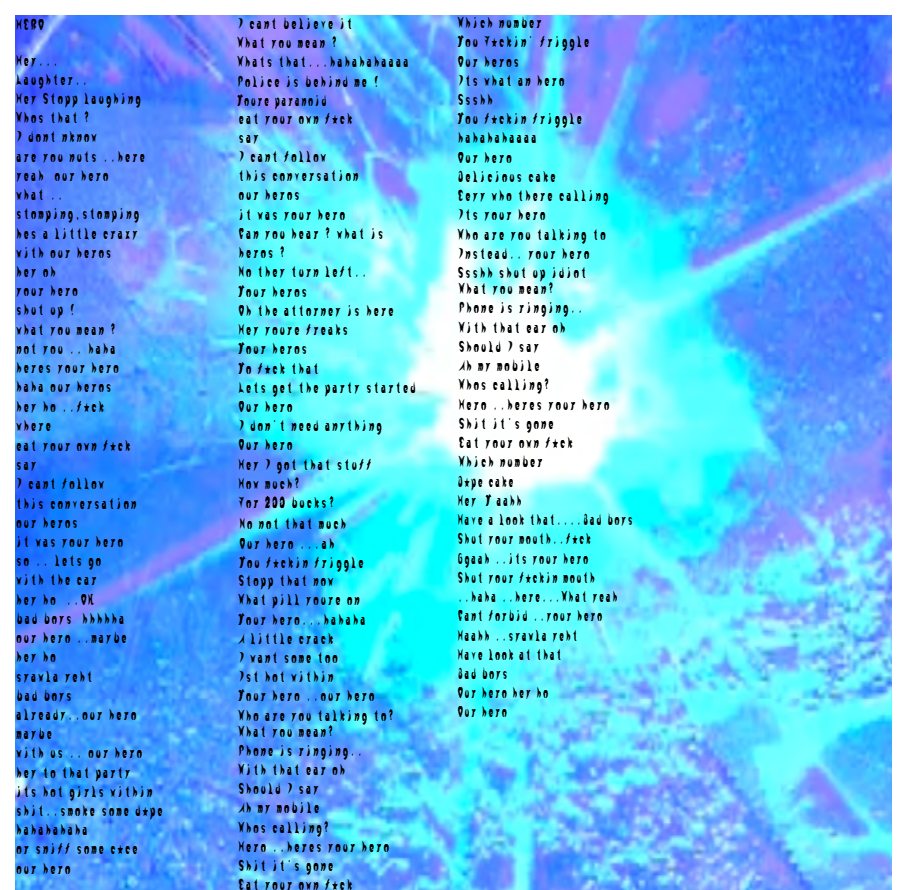 HERO
Hey...
Laughter..
Hey Stopp laughing
Whos that ?
I dont nknow
are you nuts ..here
yeah our hero
what ..
stomping,stomping
hes a little crazy
with our heros
hey oh
your hero
shut up !
what you mean ?
not you .. haha
heres your hero
haha our heros
hey ho ..f*ck
where
eat your own f*ck
say
I cant follow
this conversation
our heros
it was your hero
so .. lets go
with the car
hey ho ..OK
bad boys hhhhha
our hero ..maybe
hey ho
syawla yeht
bad boys
already..our hero
maybe
with us .. our hero
hey to that party
its hot girls within
shit..smoke some d*pe
hahahahaha
or sniff some c*ce
our hero
I cant believe it
What you mean ?
Whats that...hahahahaaaa
Police is behind me !
Youre paranoid
eat your own f*ck
say
I cant follow
this conversation
our heros
it was your hero
Can you hear ? what is
heros ?
No they turn left..
Your heros
Oh the attorney is here
Hey youre freaks
Your heros
Yo f*ck that
Lets get the party started
Our hero
I don't need anything
Our hero
Hey I got that stuff
How much?
For 200 bucks?
No not that much
Our hero ...ah
You f*ckin friggle
Stopp that now
What pill youre on
Your hero...hahaha
A little crack
I want some too
Ist hot within
Your hero ..our hero
Who are you talking to?
What you mean?
Phone is ringing..
With that ear oh
Should I say
Ah my mobile
Whos calling?
Hero ..heres your hero
Shit it's gone
Eat your own f*ck
Which number
You F*ckin' friggle
Our heros
Its what an hero
Ssshh
You f*ckin friggle
hahahahaaaa
Our hero
Delicious cake
Eeyy who there calling
Its your hero
Who are you talking to
Instead.. your hero
Ssshh shut up idiot
What you mean?
Phone is ringing..
With that ear oh
Should I say
Ah my mobile
Whos calling?
Hero ..heres your hero
Shit it's gone
Eat your own f*ck
Which number
D*pe cake
Hey Yaahh
Have a look that....Bad boys
Shut your mouth..f*ck
Ggaah ..its your hero
Shut your f*ckin mouth
..haha ..here...What yeah
Cant forbid ..your hero
Haahh ..syavla yeht
Have look at that
Bad boys
Our hero hey ho
Our hero